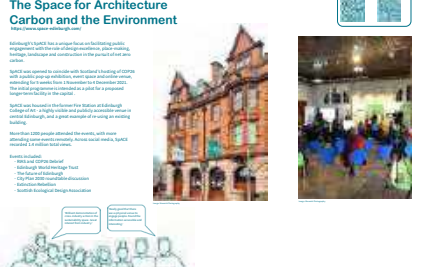 The Space for Architecture
Carbon and the Environment
https://www.space-edinburgh.com/
Edinburgh's SpACE has a unique focus on facilitating public
engagement with the role of design excellence, place-making,
heritage, landscape and construction in the pursuit of net zero
carbon.
SpACE was opened to coincide with Scotland's hosting of COP26
with a public pop up exhibition, event space and online venue,
extending for 5 weeks from 1 November to 4 December 2021.
The initial programme is intended as a pilot for a proposed
longer-term facility in the capital.
SpACE was housed in the former Fire Station at Edinburgh
College of Art - a highly visible and publicly accessible venue in
central Edinburgh, and a great example of re-using an existing
building.
More than 1000 people attended the events, with more
attending some events remotely. Across social media, SpACE
recorded 1.4 million total views.
Events included:
- RIAS and COP26 Debrief
- Edinburgh World Heritage Trust
- The future of Edinburgh
- City Plan 2030 roundtable discussion
- Extinction Rebellion
- Scottish Ecological Design Association